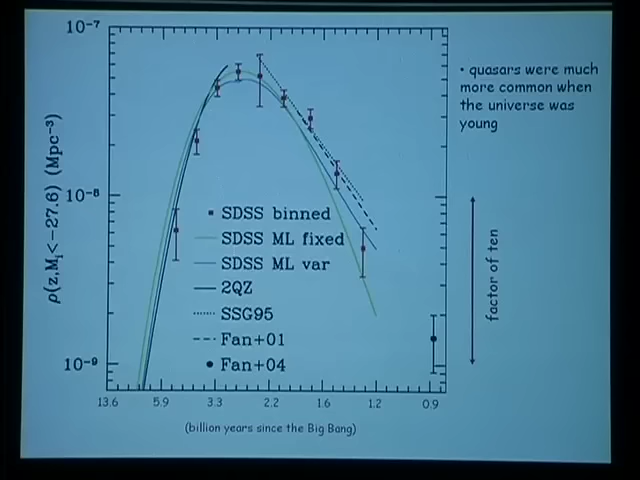 10⁻⁷
10⁻⁸
10⁻⁹
ρ(z,Mᵢ<−27.6) (Mpc⁻³)
SDSS binned
SDSS ML fixed
SDSS ML var
2QZ
SSG95
Fan+01
Fan+04
13.6 5.9 3.3 2.2 1.6 1.2 0.9
(billion years since the Big Bang)
• quasars were much
more common when
the universe was
young
factor of ten